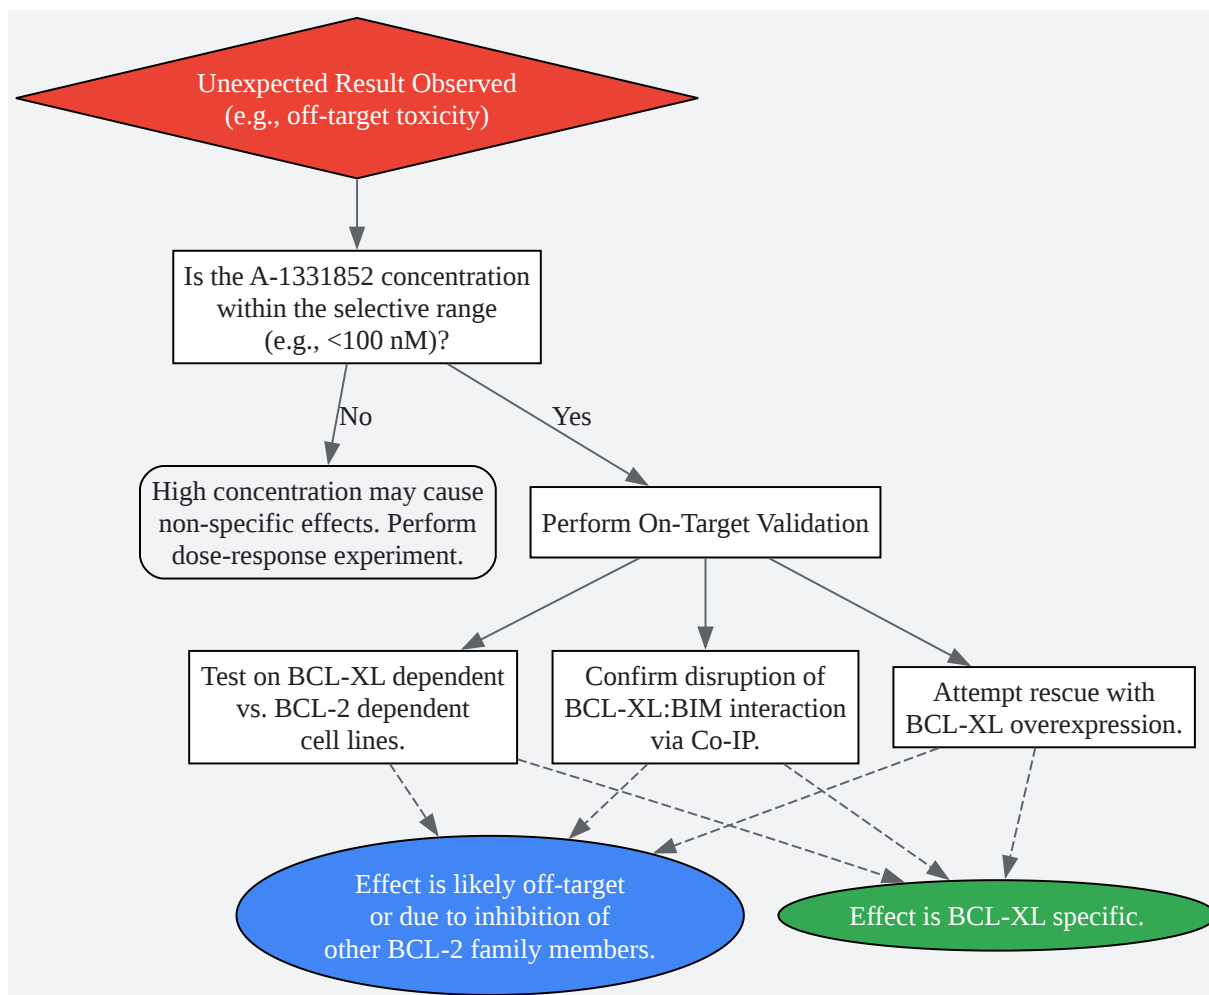 Unexpected Result Observed
(e.g., off-target toxicity)
Is the A-1331852 concentration
within the selective range
(e.g., <100 nM)?
No
Yes
High concentration may cause
non-specific effects. Perform
dose-response experiment.
Perform On-Target Validation
Test on BCL-XL dependent
vs. BCL-2 dependent
cell lines.
Confirm disruption of
BCL-XL:BIM interaction
via Co-IP.
Attempt rescue with
BCL-XL overexpression.
Effect is likely off-target
or due to inhibition of
other BCL-2 family members.
Effect is BCL-XL specific.